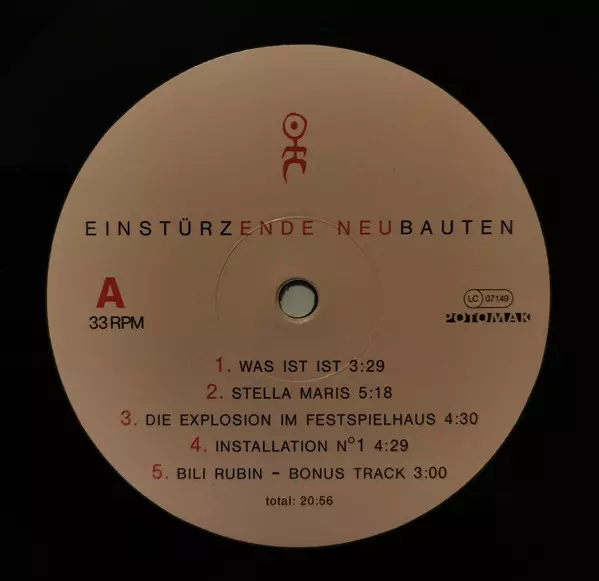 EINSTÜRZENDE NEUBAUTEN
A
33 RPM
LC 07149
POTOMAK
1. WAS IST IST 3:29
2. STELLA MARIS 5:18
3. DIE EXPLOSION IM FESTSPIELHAUS 4:30
4. INSTALLATION Nº1 4:29
5. BILI RUBIN – BONUS TRACK 3:00
total: 20:56